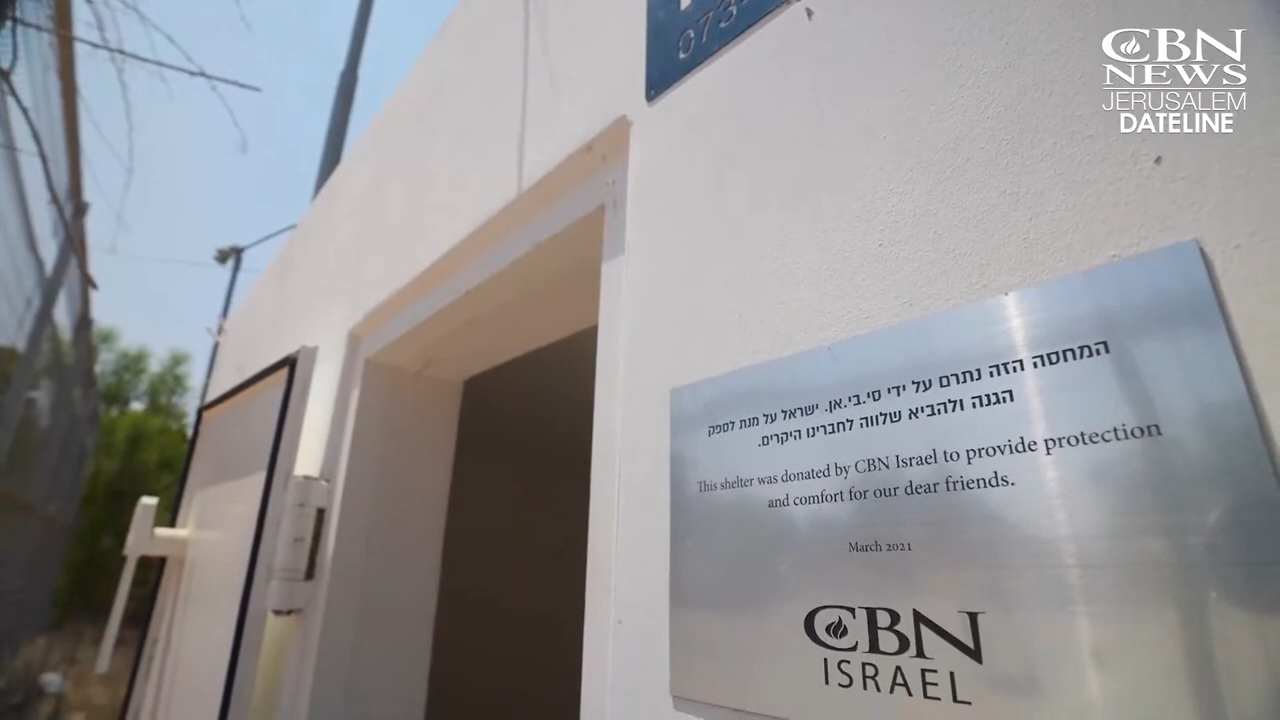 CBN
NEWS
JERUSALEM
DATELINE
073
המחסה הזה נתרם על ידי סי.בי.אן. ישראל על מנת לספק
הגנה ולהביא שלווה לחברינו היקרים.
This shelter was donated by CBN Israel to provide protection
and comfort for our dear friends.
March 2021
CBN
ISRAEL